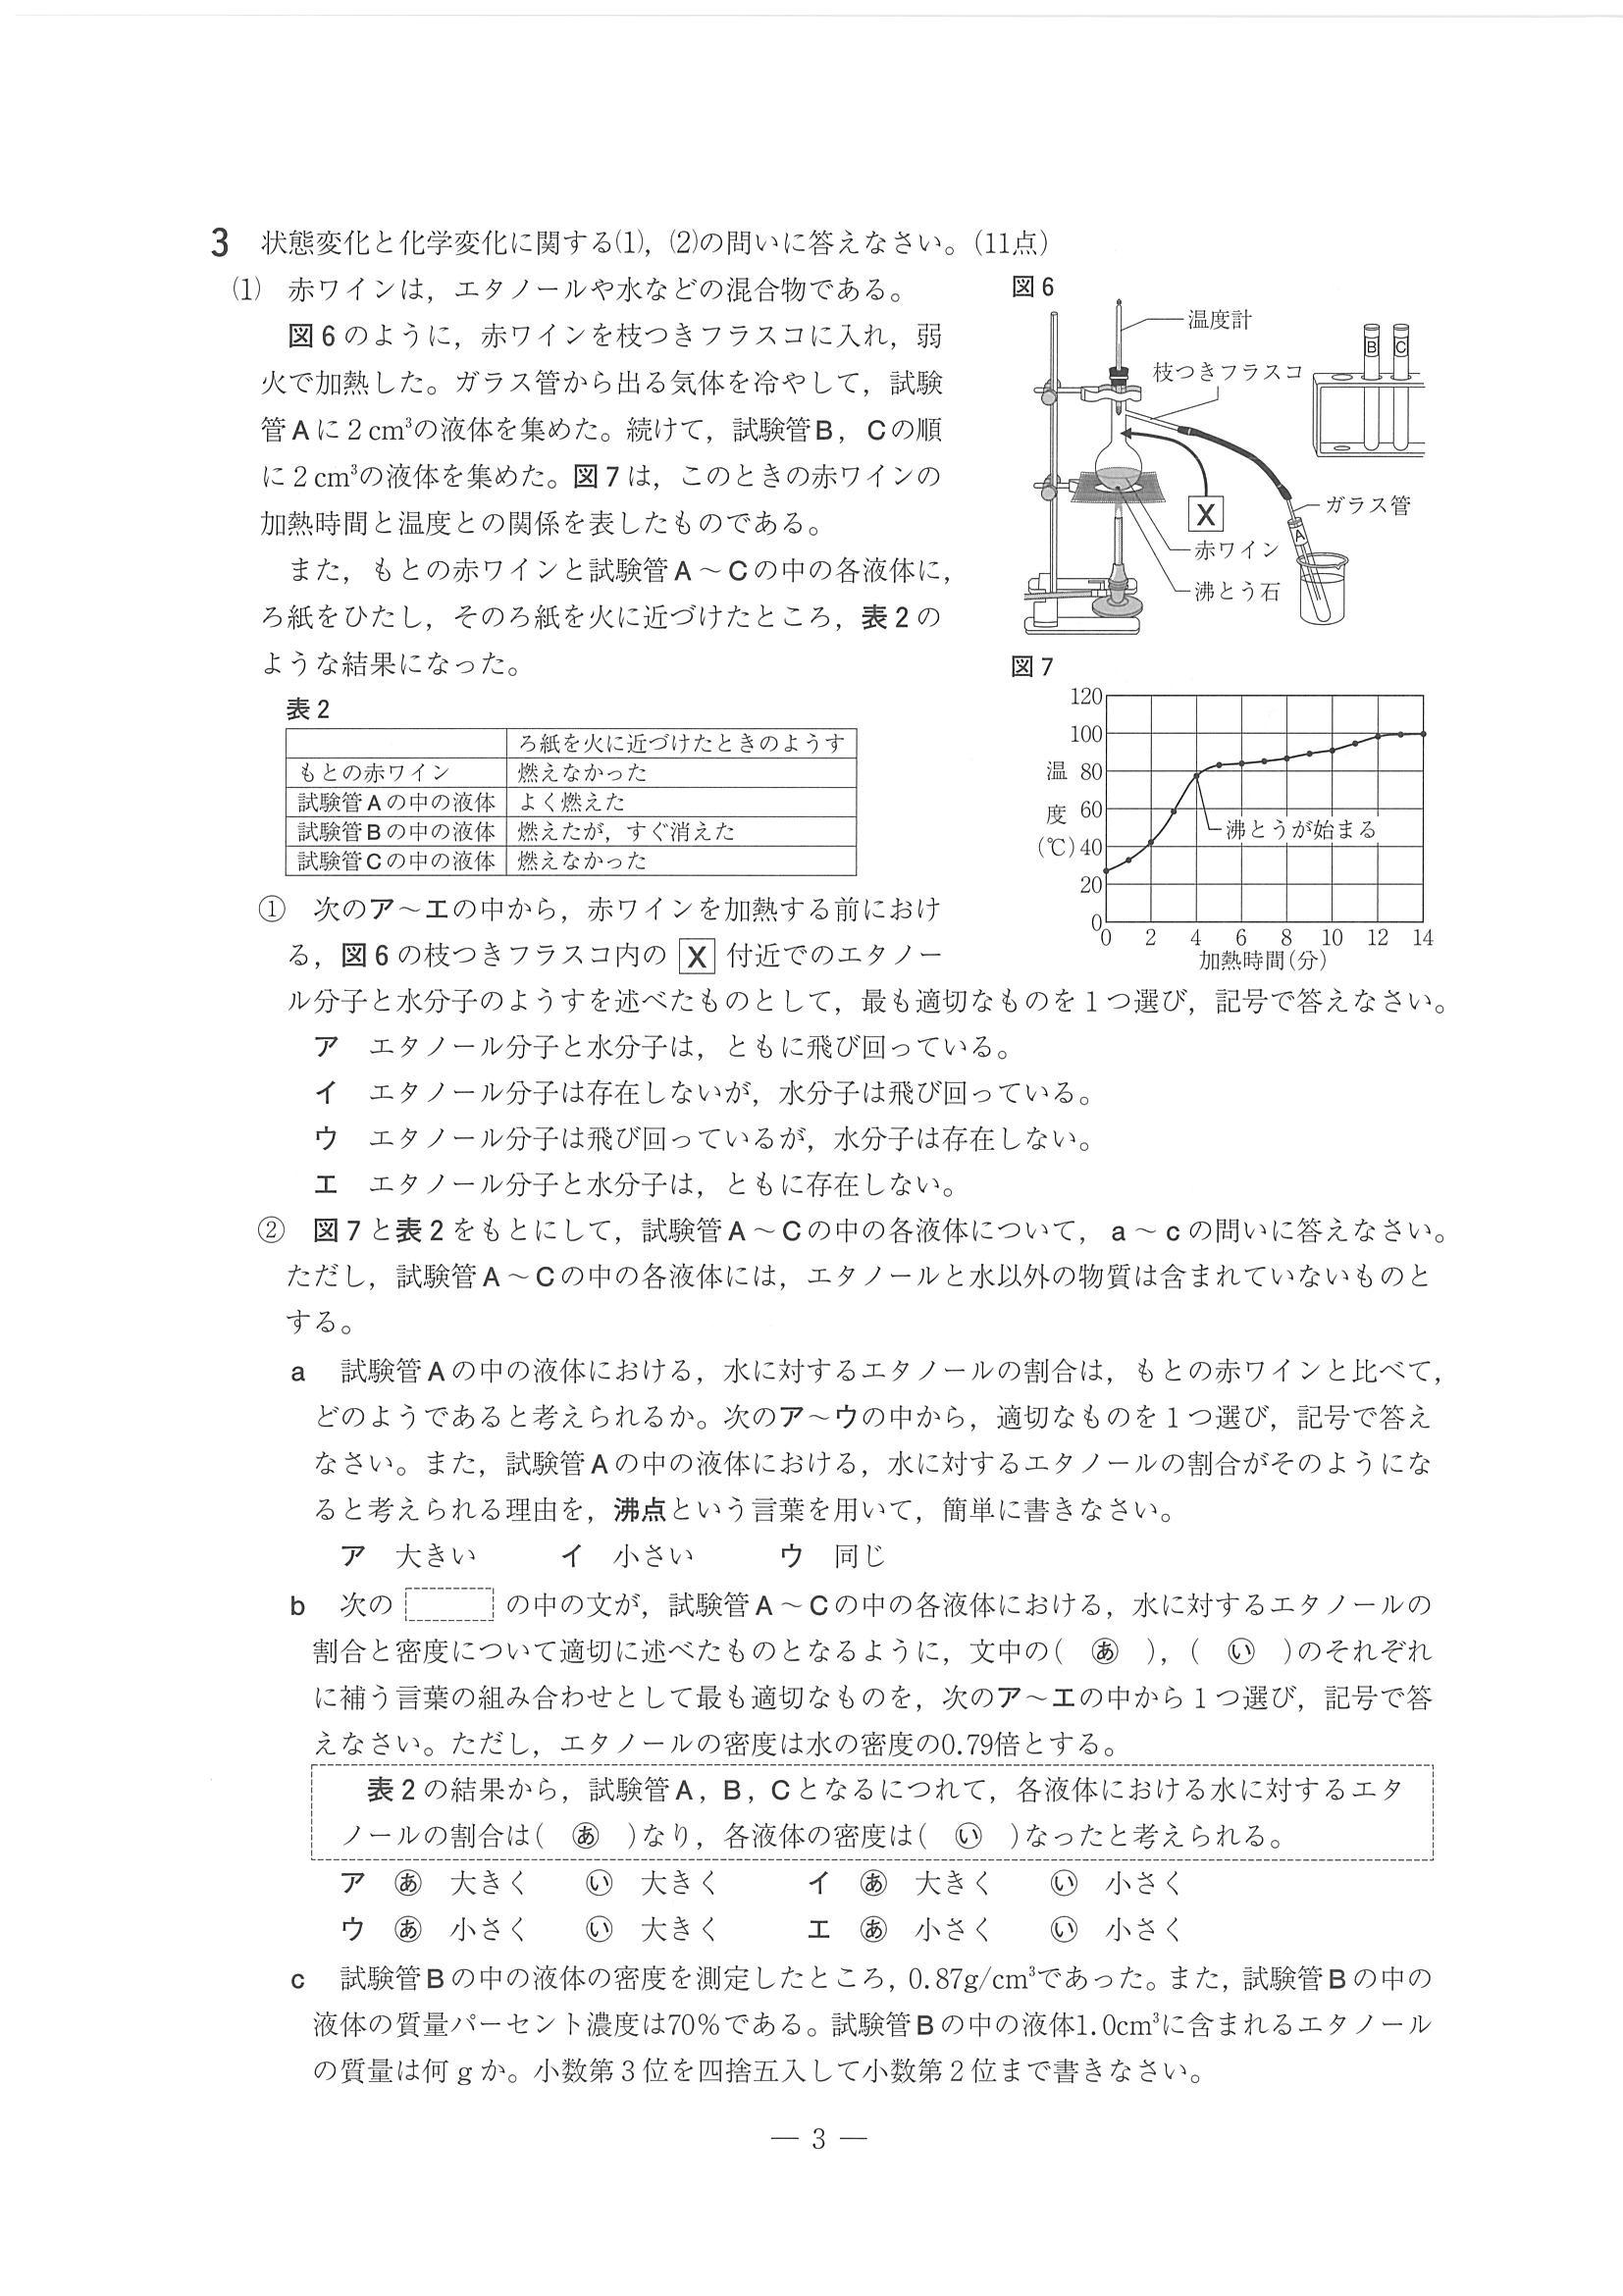 3　状態変化と化学変化に関する⑴，⑵の問いに答えなさい。（11点）
⑴　赤ワインは，エタノールや水などの混合物である。
図6のように，赤ワインを枝つきフラスコに入れ，弱
火で加熱した。ガラス管から出る気体を冷やして，試験
管Aに2cm³の液体を集めた。続けて，試験管B，Cの順
に2cm³の液体を集めた。図7は，このときの赤ワインの
加熱時間と温度との関係を表したものである。
また，もとの赤ワインと試験管A～Cの中の各液体に，
ろ紙をひたし，そのろ紙を火に近づけたところ，表2の
ような結果になった。
図6
温度計
枝つきフラスコ
B
C
X
ガラス管
A
赤ワイン
沸とう石
表2
ろ紙を火に近づけたときのようす
もとの赤ワイン　燃えなかった
試験管Aの中の液体　よく燃えた
試験管Bの中の液体　燃えたが，すぐ消えた
試験管Cの中の液体　燃えなかった
図7
120
100
80
60
40
20
0
温度(℃)
沸とうが始まる
0 2 4 6 8 10 12 14
加熱時間(分)
①　次のア～エの中から，赤ワインを加熱する前におけ
る，図6の枝つきフラスコ内の X 付近でのエタノー
ル分子と水分子のようすを述べたものとして，最も適切なものを1つ選び，記号で答えなさい。
ア　エタノール分子と水分子は，ともに飛び回っている。
イ　エタノール分子は存在しないが，水分子は飛び回っている。
ウ　エタノール分子は飛び回っているが，水分子は存在しない。
エ　エタノール分子と水分子は，ともに存在しない。
②　図7と表2をもとにして，試験管A～Cの中の各液体について，a～cの問いに答えなさい。
ただし，試験管A～Cの中の各液体には，エタノールと水以外の物質は含まれていないものと
する。
a　試験管Aの中の液体における，水に対するエタノールの割合は，もとの赤ワインと比べて，
どのようであると考えられるか。次のア～ウの中から，適切なものを1つ選び，記号で答え
なさい。また，試験管Aの中の液体における，水に対するエタノールの割合がそのようにな
ると考えられる理由を，沸点という言葉を用いて，簡単に書きなさい。
ア　大きい　　イ　小さい　　ウ　同じ
b　次の　　の中の文が，試験管A～Cの中の各液体における，水に対するエタノールの
割合と密度について適切に述べたものとなるように，文中の(　あ　)，(　い　)のそれぞれ
に補う言葉の組み合わせとして最も適切なものを，次のア～エの中から1つ選び，記号で答
えなさい。ただし，エタノールの密度は水の密度の0.79倍とする。
表2の結果から，試験管A，B，Cとなるにつれて，各液体における水に対するエタ
ノールの割合は(　あ　)なり，各液体の密度は(　い　)なったと考えられる。
ア　あ　大きく　い　大きく　　イ　あ　大きく　い　小さく
ウ　あ　小さく　い　大きく　　エ　あ　小さく　い　小さく
c　試験管Bの中の液体の密度を測定したところ，0.87g/cm³であった。また，試験管Bの中の
液体の質量パーセント濃度は70%である。試験管Bの中の液体1.0cm³に含まれるエタノール
の質量は何gか。小数第3位を四捨五入して小数第2位まで書きなさい。
― 3 ―